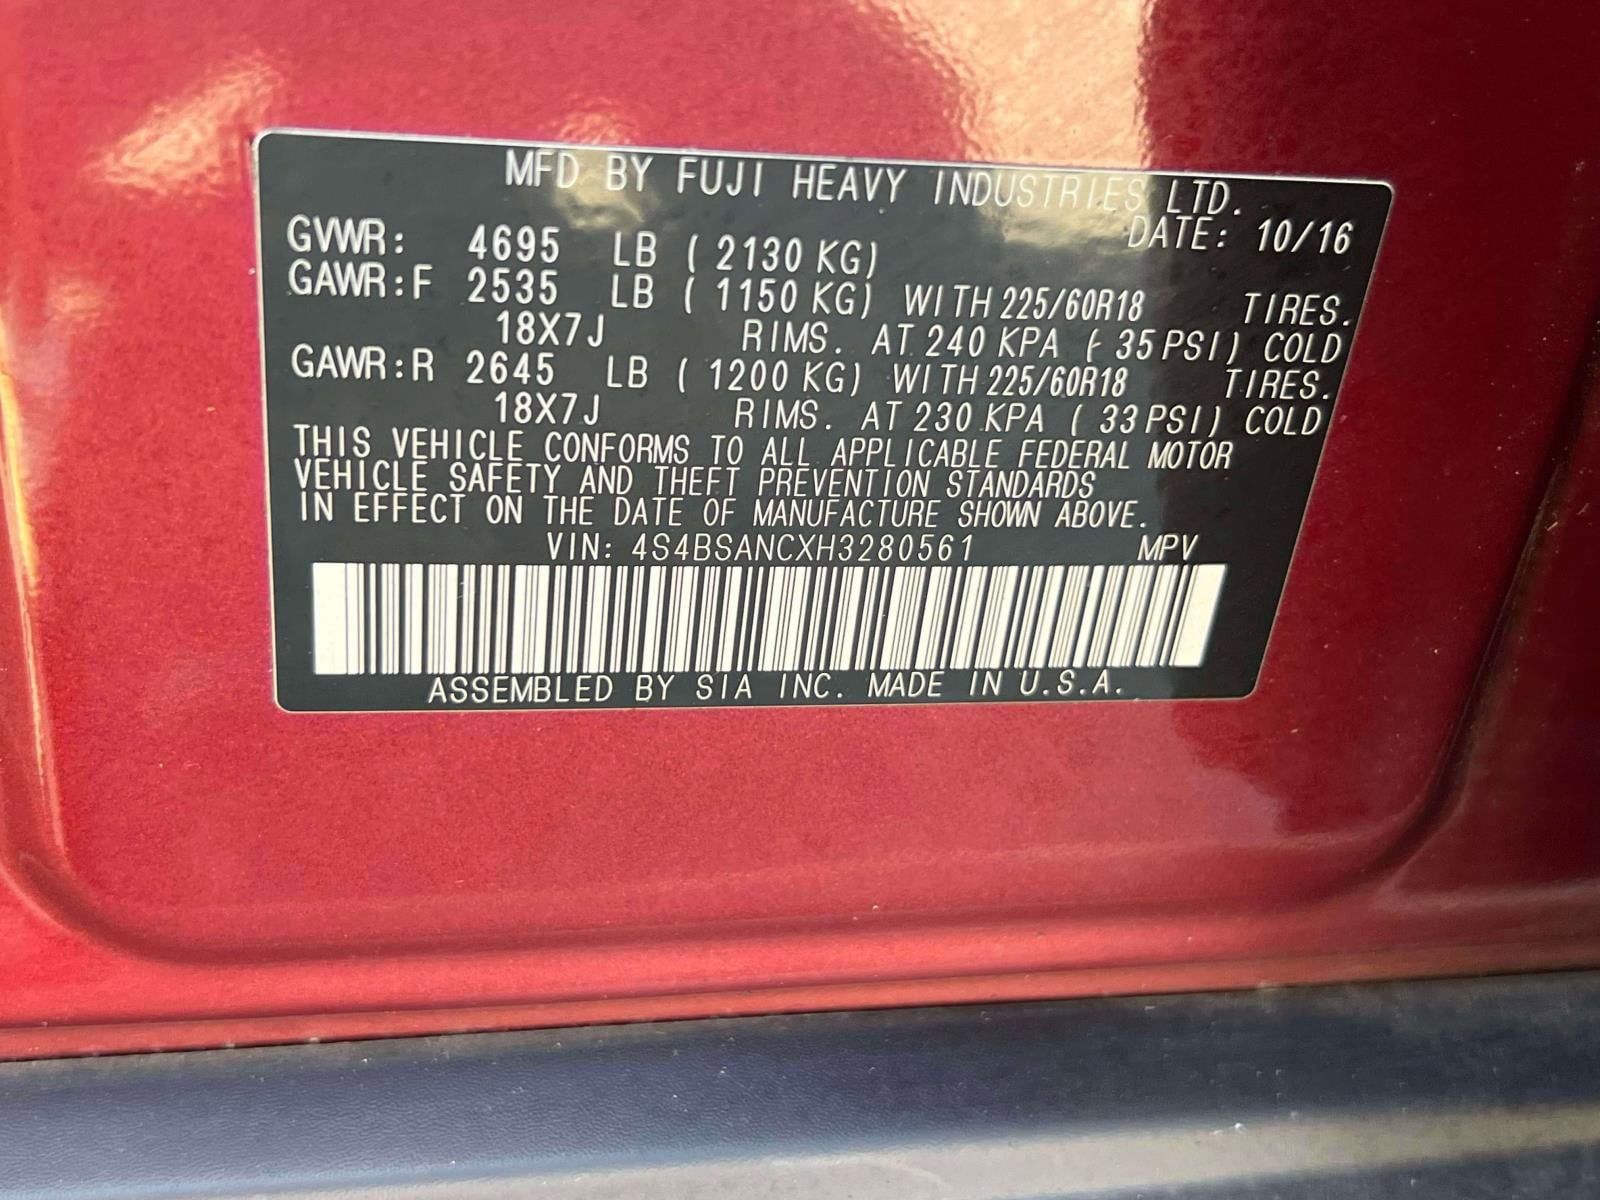 MFD BY FUJI HEAVY INDUSTRIES LTD.
DATE: 10/16
GVWR: 4695 LB ( 2130 KG)
GAWR:F 2535 LB ( 1150 KG) WITH 225/60R18 TIRES.
18X7J RIMS. AT 240 KPA ( 35 PSI) COLD
GAWR:R 2645 LB ( 1200 KG) WITH 225/60R18 TIRES.
18X7J RIMS. AT 230 KPA ( 33 PSI) COLD
THIS VEHICLE CONFORMS TO ALL APPLICABLE FEDERAL MOTOR
VEHICLE SAFETY AND THEFT PREVENTION STANDARDS
IN EFFECT ON THE DATE OF MANUFACTURE SHOWN ABOVE.
VIN: 4S4BSANCXH3280561 MPV
ASSEMBLED BY SIA INC. MADE IN U.S.A.